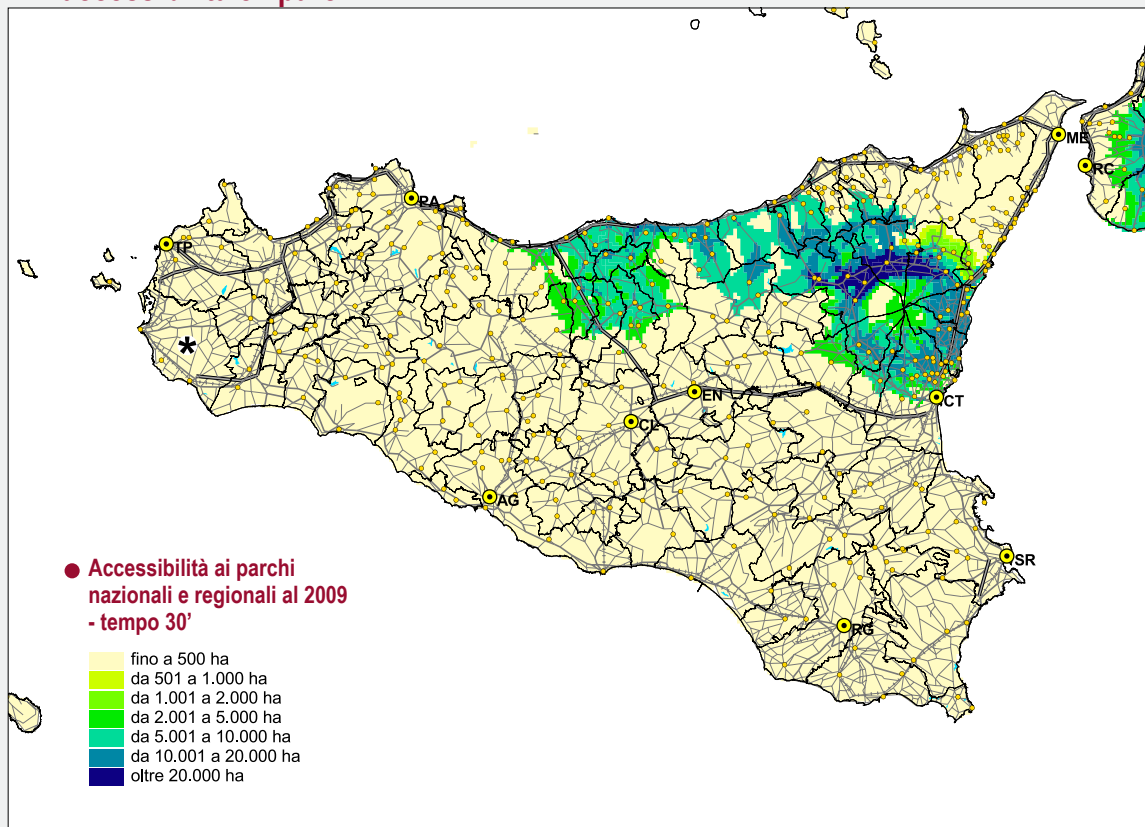 ME
RC
PA
TP
*
EN
CT
CL
AG
SR
RG
Accessibilità ai parchi
nazionali e regionali al 2009
- tempo 30’
fino a 500 ha
da 501 a 1.000 ha
da 1.001 a 2.000 ha
da 2.001 a 5.000 ha
da 5.001 a 10.000 ha
da 10.001 a 20.000 ha
oltre 20.000 ha